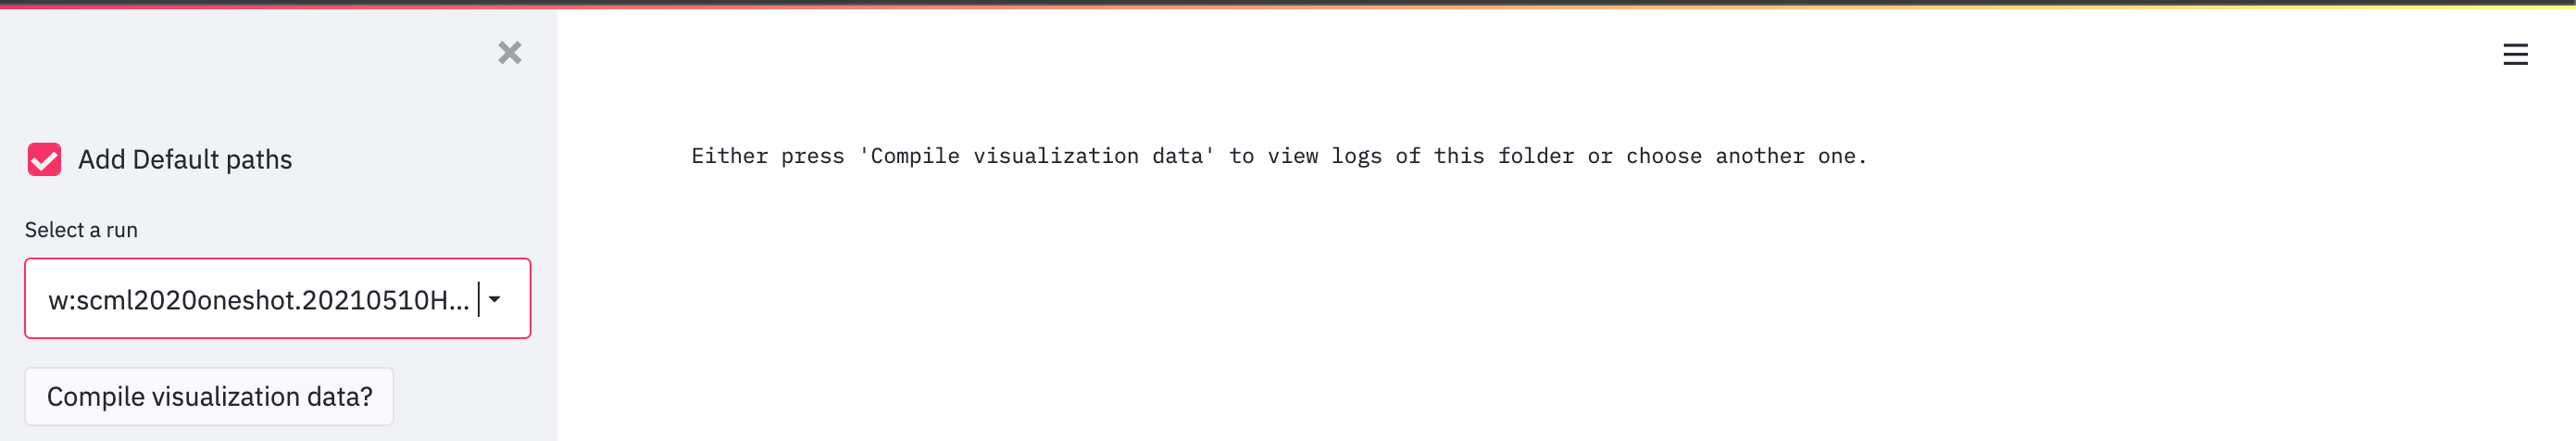 Add Default paths
Select a run
w:scml2020oneshot.20210510H...
Compile visualization data?
Either press 'Compile visualization data' to view logs of this folder or choose another one.